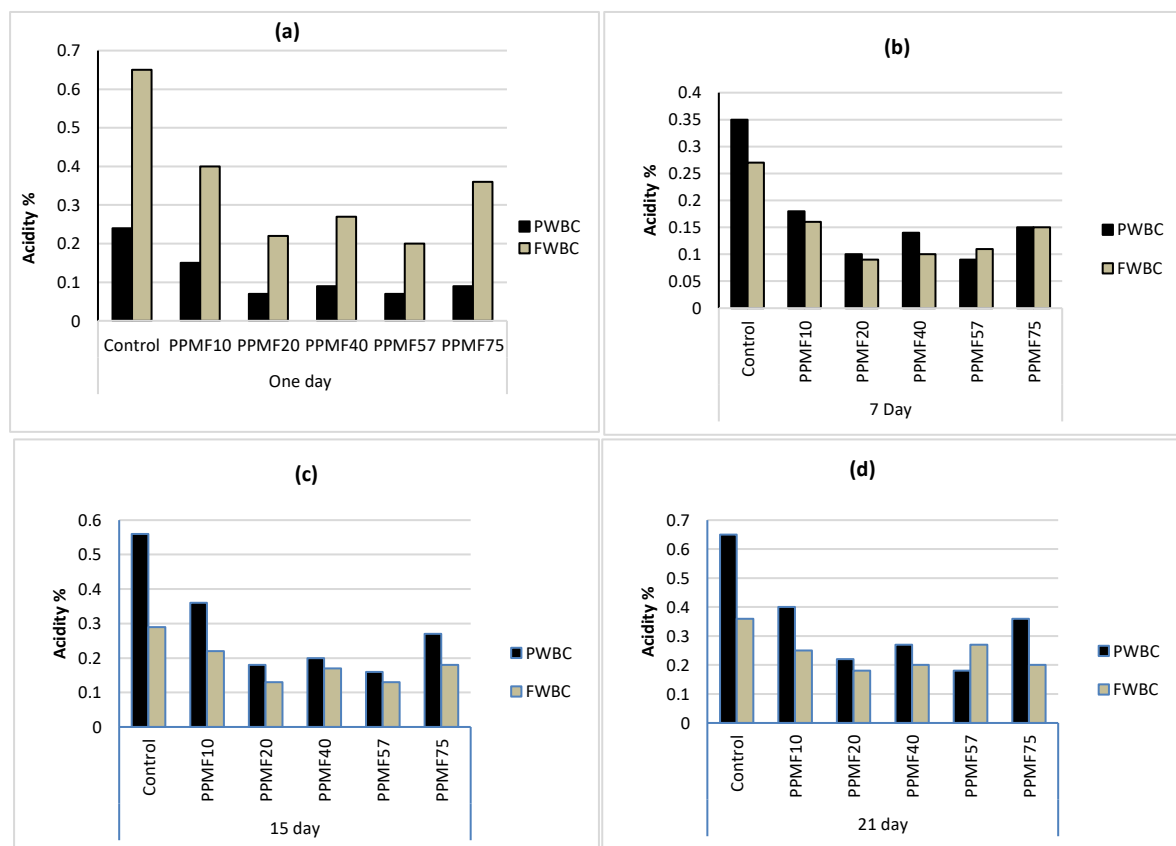 (a)
0.7
0.6
0.5
0.4
0.3
0.2
0.1
0
Acidity %
Control PPMF10 PPMF20 PPMF40 PPMF57 PPMF75
One day
PWBC
FWBC
(b)
0.4
0.35
0.3
0.25
0.2
0.15
0.1
0.05
0
Acidity %
Control
PPMF10
PPMF20
PPMF40
PPMF57
PPMF75
7 Day
PWBC
FWBC
(c)
0.6
0.5
0.4
0.3
0.2
0.1
0
Acidity %
Control
PPMF10
PPMF20
PPMF40
PPMF57
PPMF75
15 day
PWBC
FWBC
(d)
0.7
0.6
0.5
0.4
0.3
0.2
0.1
0
Acidity %
Control
PPMF10
PPMF20
PPMF40
PPMF57
PPMF75
21 day
PWBC
FWBC